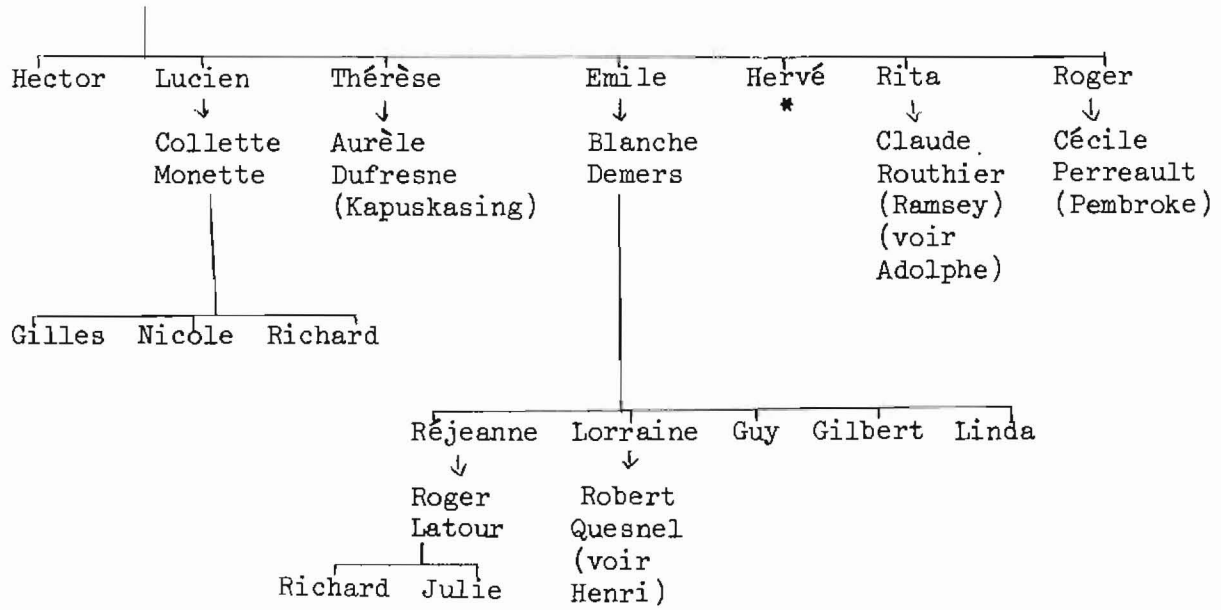 Hector Lucien Thérèse Emile Hervé Rita Roger
↓ ↓ ↓ * ↓ ↓
Collette Aurèle Blanche Claude Cécile
Monette Dufresne Demers Routhier Perreault
(Kapuskasing) (Ramsey) (Pembroke)
(voir
Adolphe)
Gilles Nicole Richard
Réjeanne Lorraine Guy Gilbert Linda
↓ ↓
Roger Robert
Latour Quesnel
(voir
Richard Julie Henri)